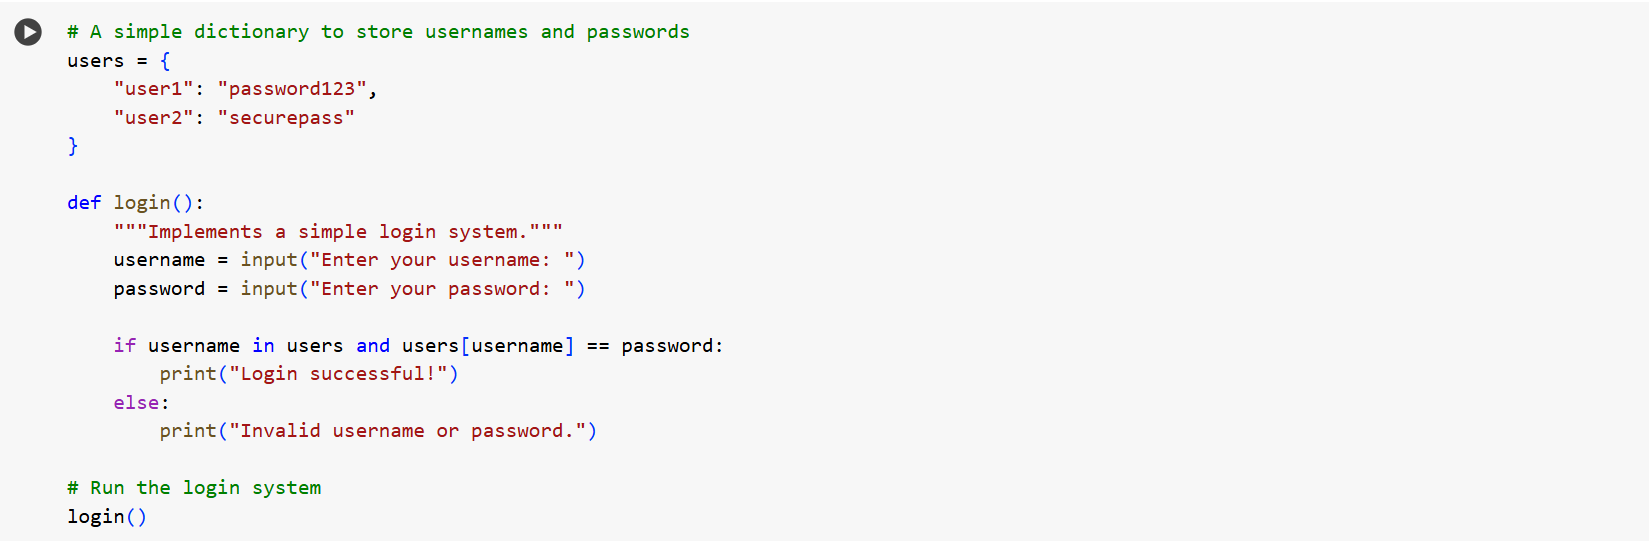 # A simple dictionary to store usernames and passwords
users = {
    "user1": "password123",
    "user2": "securepass"
}
def login():
    """Implements a simple login system."""
    username = input("Enter your username: ")
    password = input("Enter your password: ")
    if username in users and users[username] == password:
        print("Login successful!")
    else:
        print("Invalid username or password.")
# Run the login system
login()